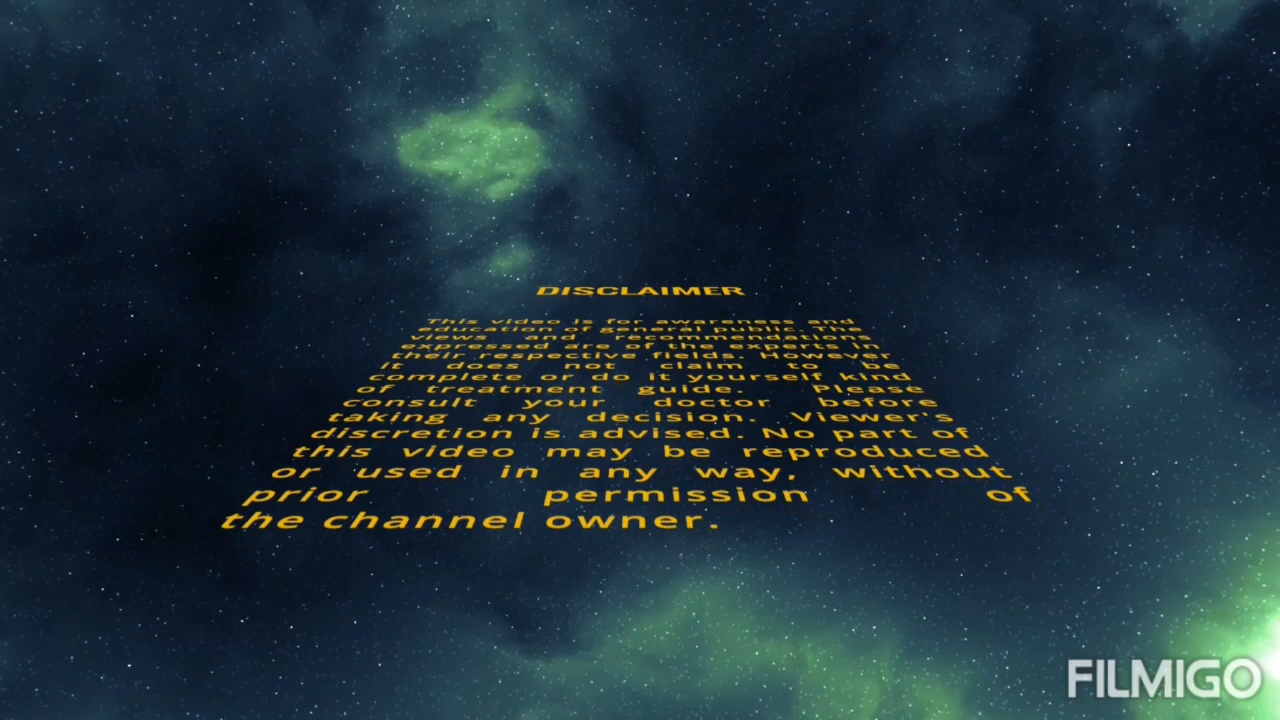 DISCLAIMER
This video is for awareness and
education of general public. The
views and recommendations
expressed are of the experts in
their respective fields. However
it does not claim to be
complete or do it yourself kind
of treatment guide. Please
consult your doctor before
taking any decision. Viewer's
discretion is advised. No part of
this video may be reproduced
or used in any way, without
prior permission of
the channel owner.
FILMIGO